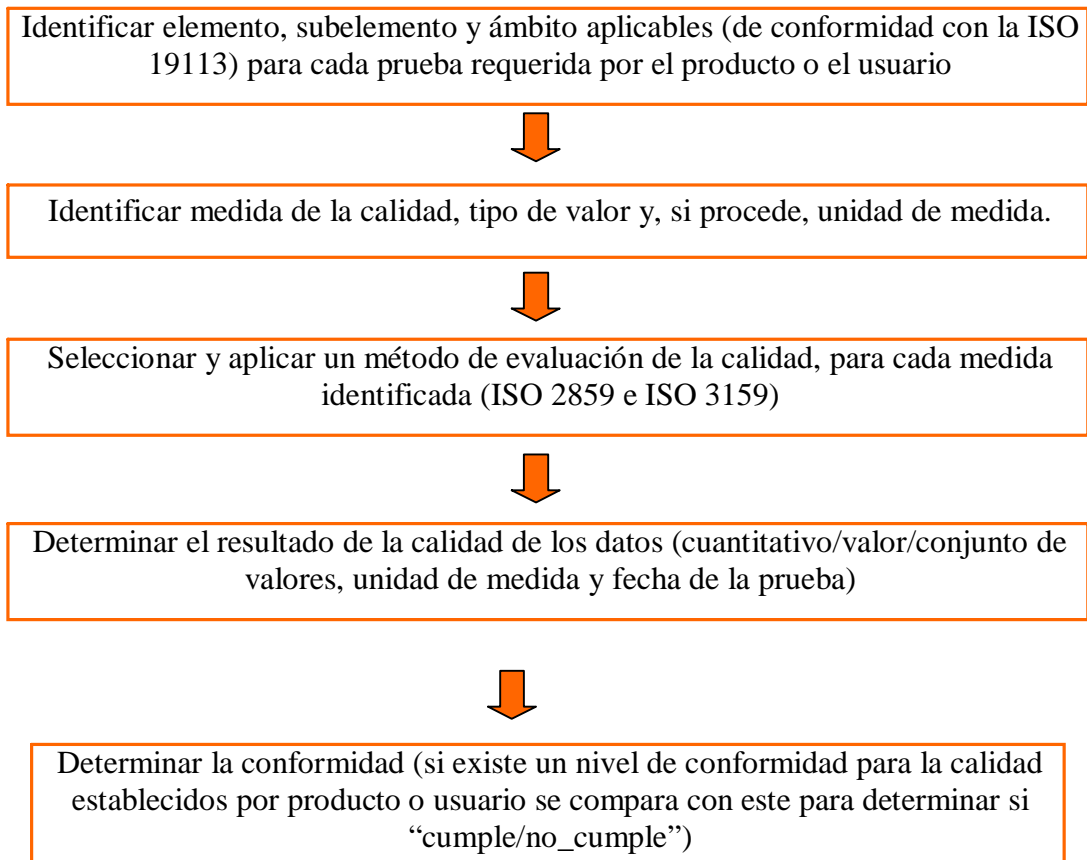 Identificar elemento, subelemento y ámbito aplicables (de conformidad con la ISO
19113) para cada prueba requerida por el producto o el usuario
Identificar medida de la calidad, tipo de valor y, si procede, unidad de medida.
Seleccionar y aplicar un método de evaluación de la calidad, para cada medida
identificada (ISO 2859 e ISO 3159)
Determinar el resultado de la calidad de los datos (cuantitativo/valor/conjunto de
valores, unidad de medida y fecha de la prueba)
Determinar la conformidad (si existe un nivel de conformidad para la calidad
establecidos por producto o usuario se compara con este para determinar si
“cumple/no_cumple”)